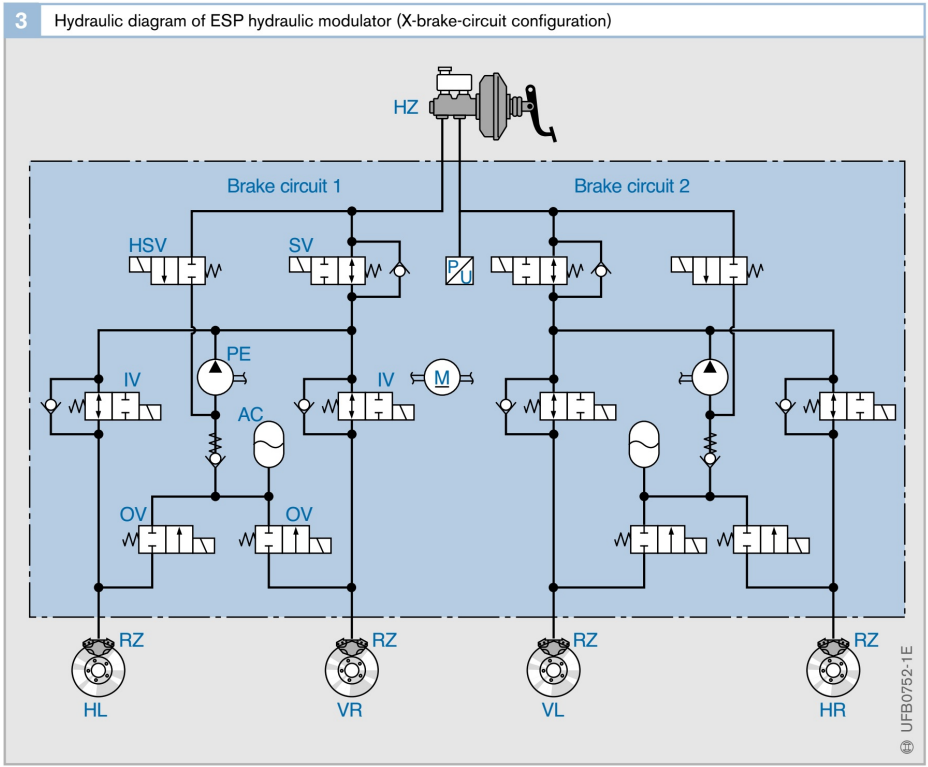 3 Hydraulic diagram of ESP hydraulic modulator (X-brake-circuit configuration)
HZ
Brake circuit 1
Brake circuit 2
HSV
SV
P
U
PE
IV
IV
M
AC
OV
OV
RZ
RZ
RZ
RZ
HL
VR
VL
HR
UFB0752-1E